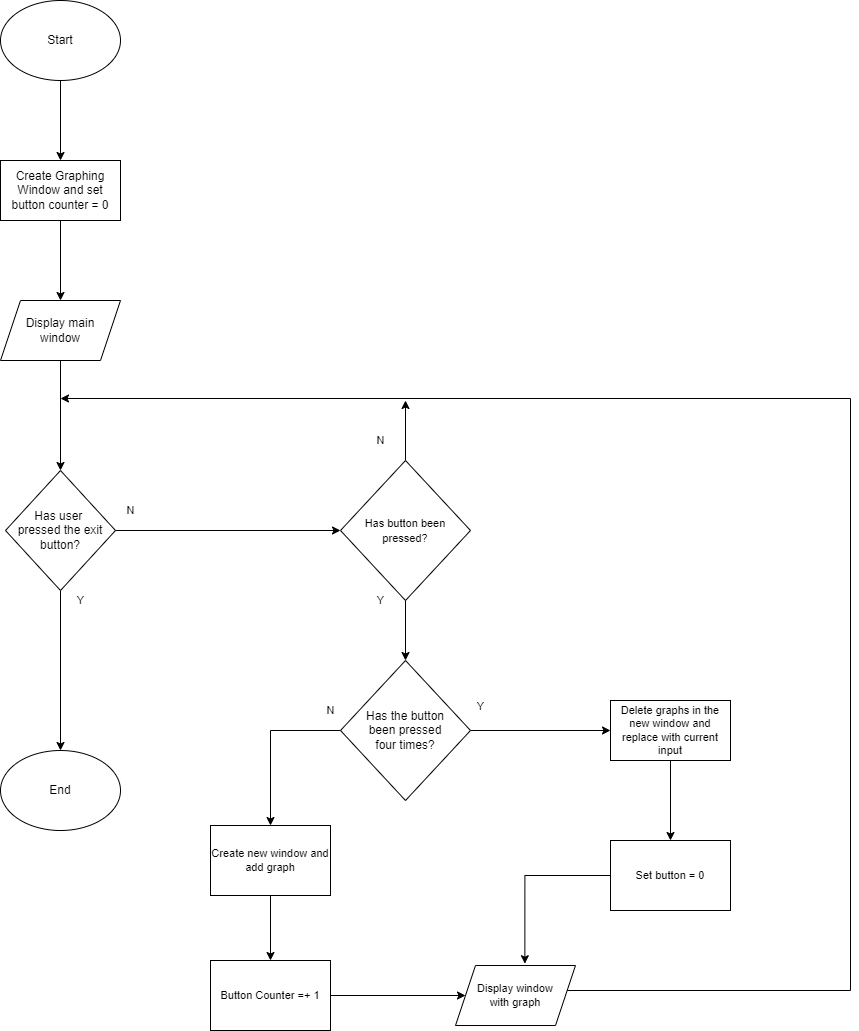 Start
Create Graphing
Window and set
button counter = 0
Display main
window
N
Has user
pressed the exit
button?
N
Has button been
pressed?
Y
Y
N
Has the button
been pressed
four times?
Y
Delete graphs in the
new window and
replace with current
input
End
Create new window and
add graph
Set button = 0
Button Counter =+ 1
Display window
with graph